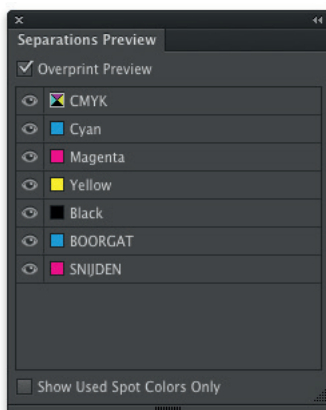 Separations Preview
Overprint Preview
CMYK
Cyan
Magenta
Yellow
Black
BOORGAT
SNIJDEN
Show Used Spot Colors Only